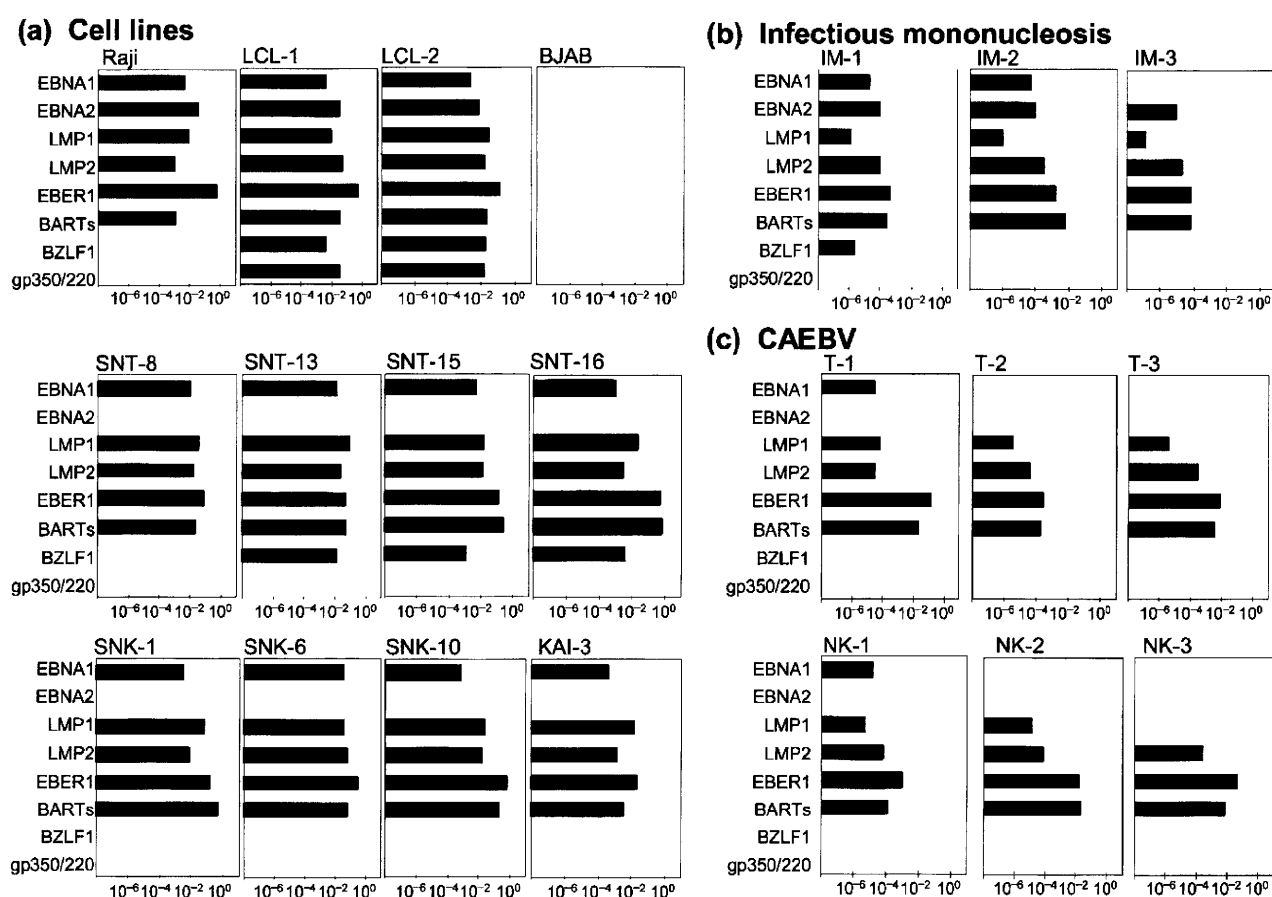 (a) Cell lines
Raji LCL-1 LCL-2 BJAB
EBNA1
EBNA2
LMP1
LMP2
EBER1
BARTs
BZLF1
gp350/220
10⁻⁶ 10⁻⁴ 10⁻² 10⁰ 10⁻⁶ 10⁻⁴ 10⁻² 10⁰ 10⁻⁶ 10⁻⁴ 10⁻² 10⁰ 10⁻⁶ 10⁻⁴ 10⁻² 10⁰
SNT-8 SNT-13 SNT-15 SNT-16
EBNA1
EBNA2
LMP1
LMP2
EBER1
BARTs
BZLF1
gp350/220
10⁻⁶ 10⁻⁴ 10⁻² 10⁰ 10⁻⁶ 10⁻⁴ 10⁻² 10⁰ 10⁻⁶ 10⁻⁴ 10⁻² 10⁰ 10⁻⁶ 10⁻⁴ 10⁻² 10⁰
SNK-1 SNK-6 SNK-10 KAI-3
EBNA1
EBNA2
LMP1
LMP2
EBER1
BARTs
BZLF1
gp350/220
10⁻⁶ 10⁻⁴ 10⁻² 10⁰ 10⁻⁶ 10⁻⁴ 10⁻² 10⁰ 10⁻⁶ 10⁻⁴ 10⁻² 10⁰ 10⁻⁶ 10⁻⁴ 10⁻² 10⁰
(b) Infectious mononucleosis
IM-1 IM-2 IM-3
EBNA1
EBNA2
LMP1
LMP2
EBER1
BARTs
BZLF1
gp350/220
10⁻⁶ 10⁻⁴ 10⁻² 10⁰ 10⁻⁶ 10⁻⁴ 10⁻² 10⁰ 10⁻⁶ 10⁻⁴ 10⁻² 10⁰
(c) CAEBV
T-1 T-2 T-3
EBNA1
EBNA2
LMP1
LMP2
EBER1
BARTs
BZLF1
gp350/220
10⁻⁶ 10⁻⁴ 10⁻² 10⁰ 10⁻⁶ 10⁻⁴ 10⁻² 10⁰ 10⁻⁶ 10⁻⁴ 10⁻² 10⁰
NK-1 NK-2 NK-3
EBNA1
EBNA2
LMP1
LMP2
EBER1
BARTs
BZLF1
gp350/220
10⁻⁶ 10⁻⁴ 10⁻² 10⁰ 10⁻⁶ 10⁻⁴ 10⁻² 10⁰ 10⁻⁶ 10⁻⁴ 10⁻² 10⁰